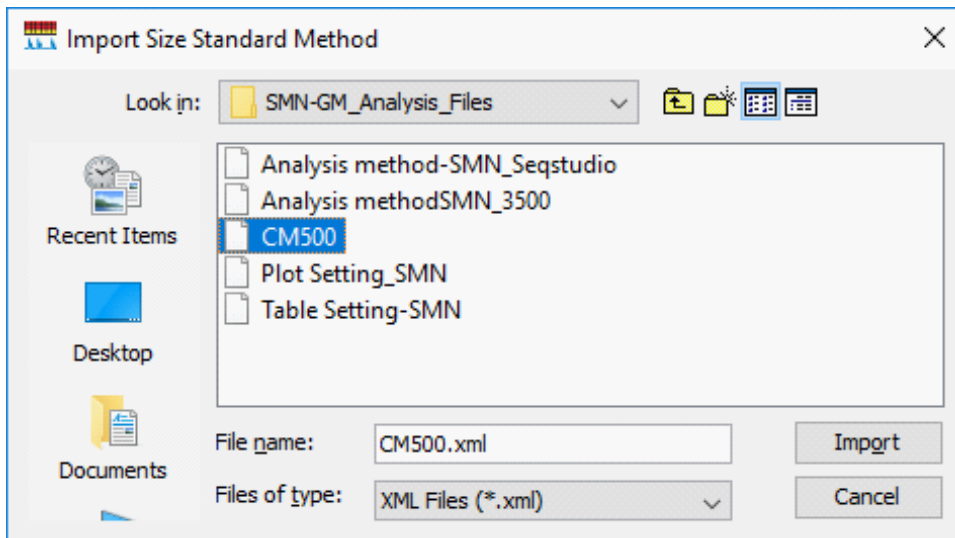 Import Size Standard Method
Look in: SMN-GM_Analysis_Files
Recent Items
Desktop
Documents
Analysis method-SMN_Seqstudio
Analysis methodSMN_3500
CM500
Plot Setting_SMN
Table Setting-SMN
File name: CM500.xml Import
Files of type: XML Files (*.xml) Cancel